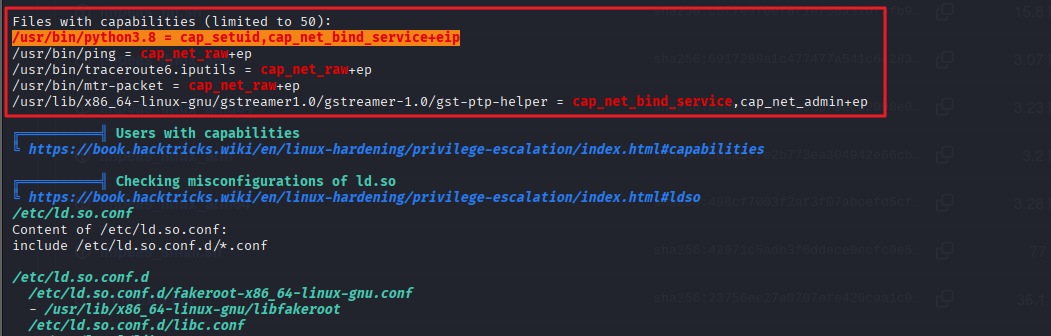 Files with capabilities (limited to 50):
/usr/bin/python3.8 = cap_setuid,cap_net_bind_service+eip
/usr/bin/ping = cap_net_raw+ep
/usr/bin/traceroute6.iputils = cap_net_raw+ep
/usr/bin/mtr-packet = cap_net_raw+ep
/usr/lib/x86_64-linux-gnu/gstreamer1.0/gstreamer-1.0/gst-ptp-helper = cap_net_bind_service,cap_net_admin+ep
Users with capabilities
https://book.hacktricks.wiki/en/linux-hardening/privilege-escalation/index.html#capabilities
Checking misconfigurations of ld.so
https://book.hacktricks.wiki/en/linux-hardening/privilege-escalation/index.html#ldso
/etc/ld.so.conf
Content of /etc/ld.so.conf:
include /etc/ld.so.conf.d/*.conf
/etc/ld.so.conf.d
/etc/ld.so.conf.d/fakeroot-x86_64-linux-gnu.conf
- /usr/lib/x86_64-linux-gnu/libfakeroot
/etc/ld.so.conf.d/libc.conf